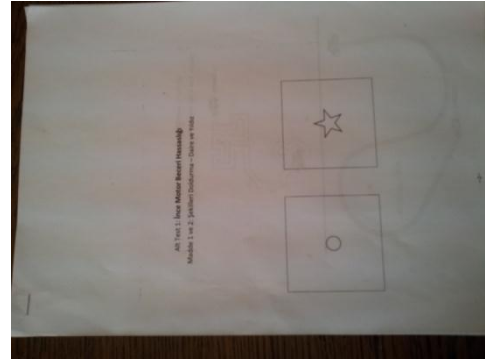 Alt Test 1: İnce Motor Beceri Hassaslığı
Madde 1 ve 2: Şekilleri Doldurma – Daire ve Yıldız